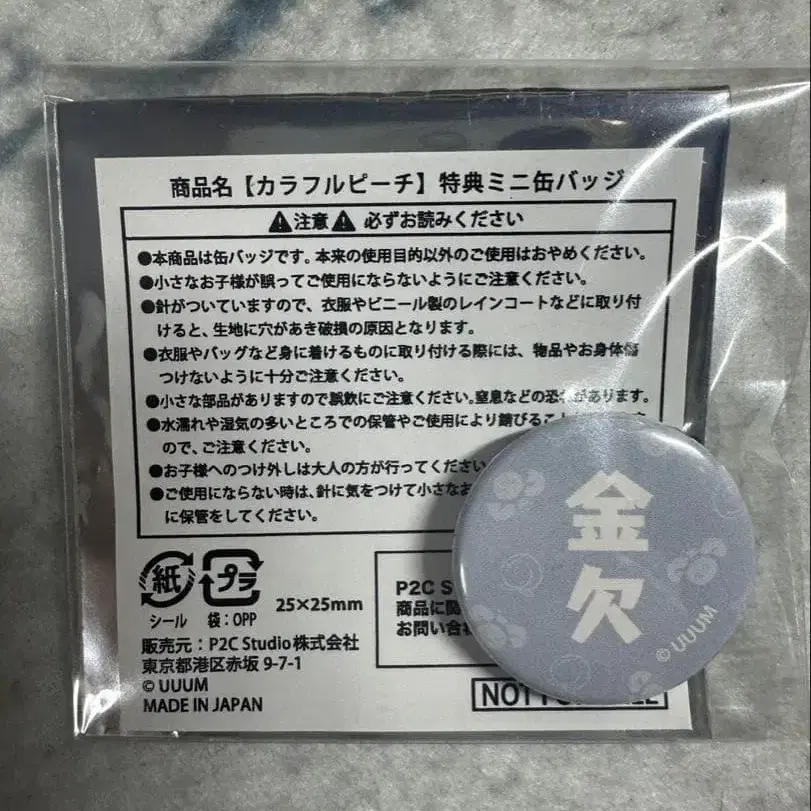 商品名【カラフルピーチ】特典ミニ缶バッジ
注意 必ずお読みください
●本商品は缶バッジです。本来の使用目的以外のご使用はおやめください。
●小さなお子様が誤ってご使用にならないようにご注意ください。
●針がついていますので、衣服やビニール製のレインコートなどに取り付
けると、生地に穴があき破損の原因となります。
●衣服やバッグなど身に着けるものに取り付ける際には、物品やお身体傷
つけないように十分ご注意ください。
●小さな部品がありますので誤飲にご注意ください。窒息などの恐れがあります。
●水濡れや湿気の多いところでの保管やご使用により錆びること
ので、ご注意ください。
●お子様へのつけ外しは大人の方が行ってください
●ご使用にならない時は、針に気をつけて小さなお
に保管をしてください。
紙 プラ
シール 袋:OPP 25×25mm
販売元:P2C Studio株式会社
東京都港区赤坂 9-7-1
© UUUM
MADE IN JAPAN
P2C S
商品に関
お問い合
NOT
金欠
© UUUM